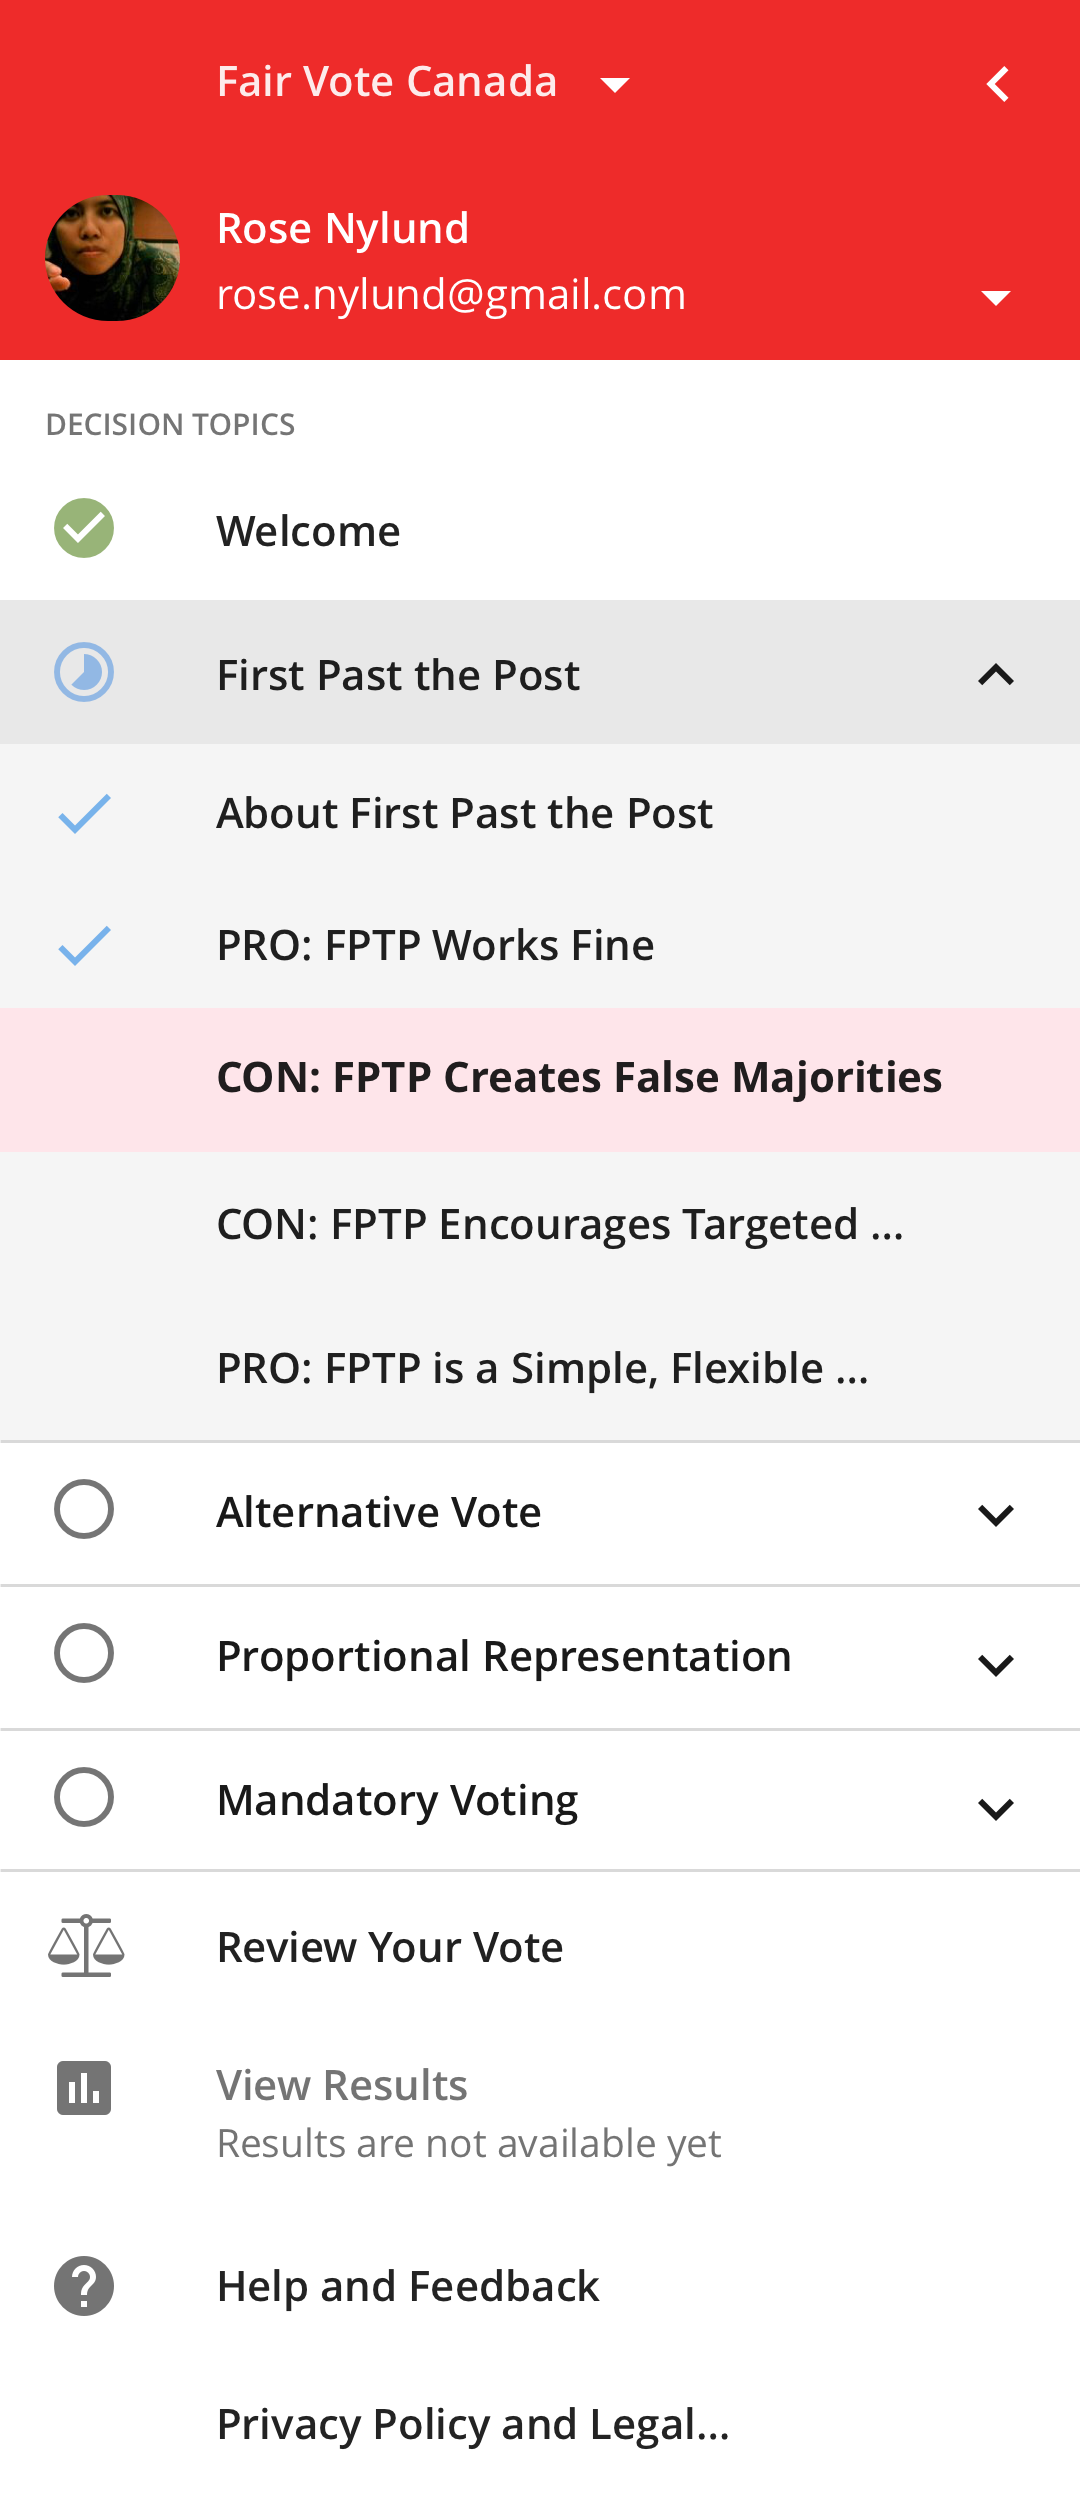 Fair Vote Canada
Rose Nylund
rose.nylund@gmail.com
DECISION TOPICS
Welcome
First Past the Post
About First Past the Post
PRO: FPTP Works Fine
CON: FPTP Creates False Majorities
CON: FPTP Encourages Targeted ...
PRO: FPTP is a Simple, Flexible ...
Alternative Vote
Proportional Representation
Mandatory Voting
Review Your Vote
View Results
Results are not available yet
Help and Feedback
Privacy Policy and Legal...